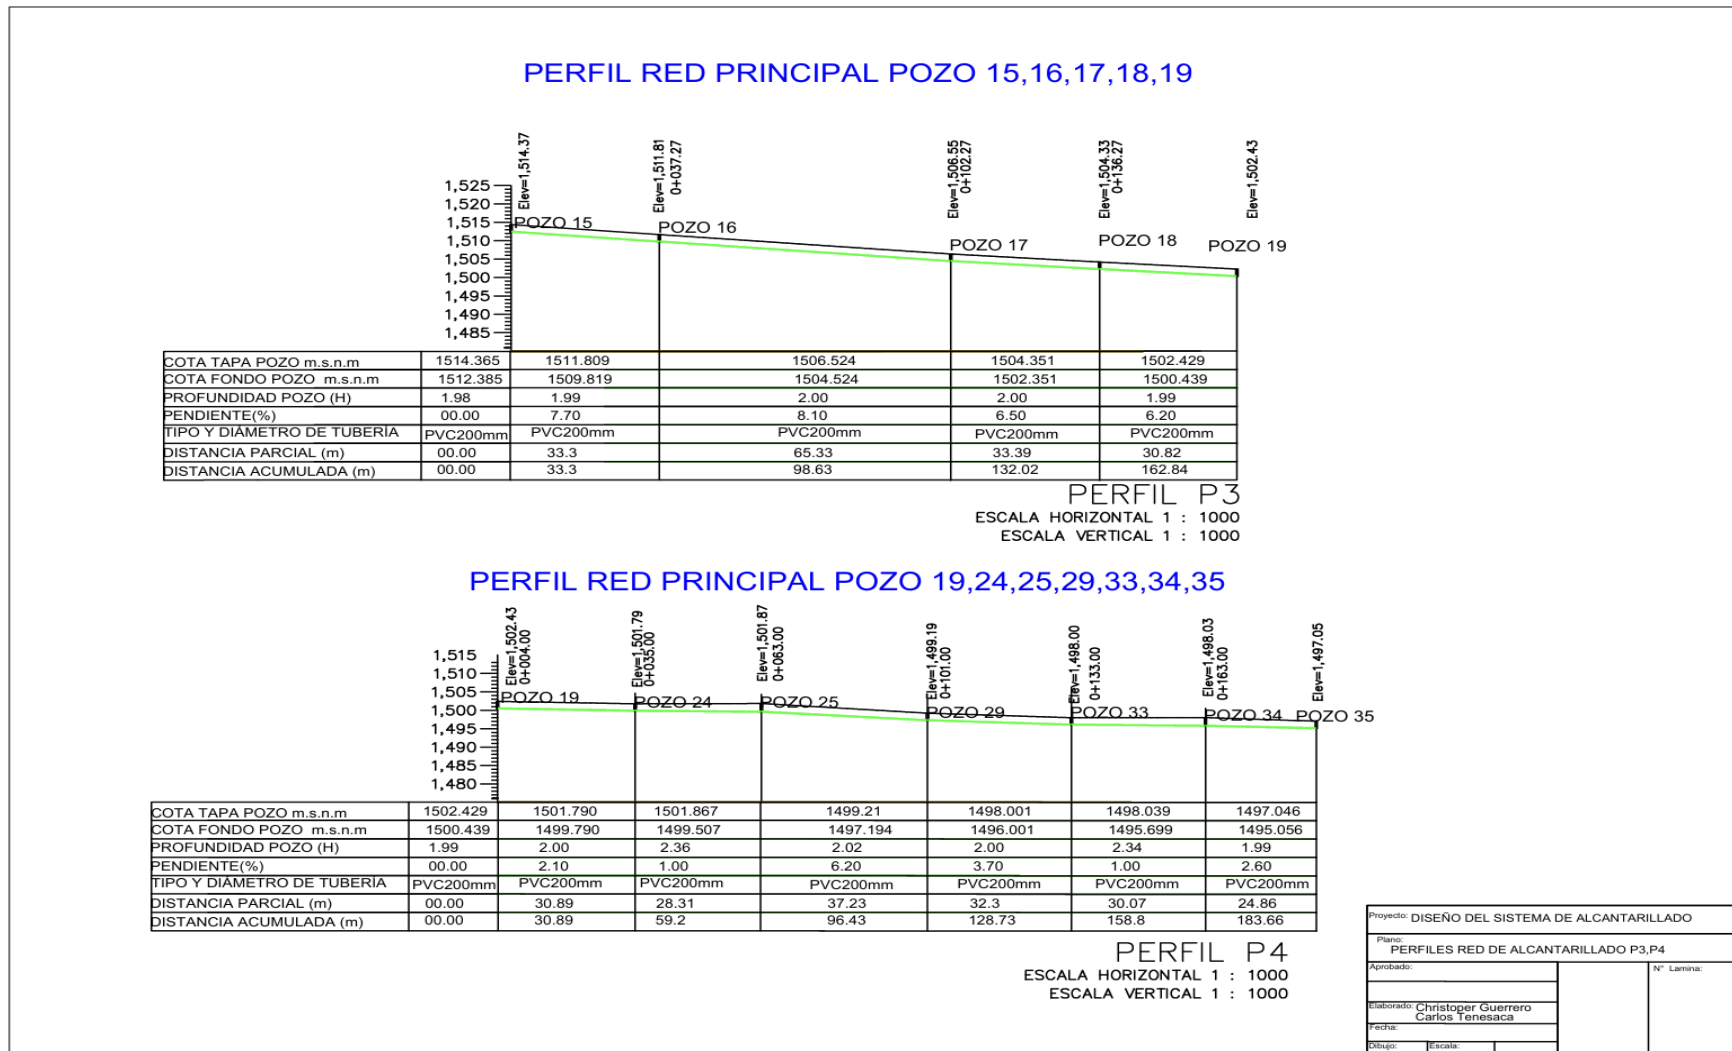 PERFIL RED PRINCIPAL POZO 15,16,17,18,19
Elev=1,514.37
Elev=1,511.81
0+037.27
Elev=1,506.55
0+102.27
Elev=1,504.33
0+136.27
Elev=1,502.43
1,525
1,520
1,515
1,510
1,505
1,500
1,495
1,490
1,485
POZO 15
POZO 16
POZO 17
POZO 18
POZO 19
COTA TAPA POZO m.s.n.m 1514.365 1511.809 1506.524 1504.351 1502.429
COTA FONDO POZO m.s.n.m 1512.385 1509.819 1504.524 1502.351 1500.439
PROFUNDIDAD POZO (H) 1.98 1.99 2.00 2.00 1.99
PENDIENTE(%) 00.00 7.70 8.10 6.50 6.20
TIPO Y DIÁMETRO DE TUBERÍA PVC200mm PVC200mm PVC200mm PVC200mm PVC200mm
DISTANCIA PARCIAL (m) 00.00 33.3 65.33 33.39 30.82
DISTANCIA ACUMULADA (m) 00.00 33.3 98.63 132.02 162.84
PERFIL P3
ESCALA HORIZONTAL 1 : 1000
ESCALA VERTICAL 1 : 1000
PERFIL RED PRINCIPAL POZO 19,24,25,29,33,34,35
Elev=1,502.43
0+004.00
Elev=1,501.79
0+035.00
Elev=1,501.87
0+063.00
Elev=1,499.19
0+101.00
Elev=1,498.00
0+133.00
Elev=1,498.03
0+163.00
Elev=1,497.05
1,515
1,510
1,505
1,500
1,495
1,490
1,485
1,480
POZO 19
POZO 24
POZO 25
POZO 29
POZO 33
POZO 34
POZO 35
COTA TAPA POZO m.s.n.m 1502.429 1501.790 1501.867 1499.21 1498.001 1498.039 1497.046
COTA FONDO POZO m.s.n.m 1500.439 1499.790 1499.507 1497.194 1496.001 1495.699 1495.056
PROFUNDIDAD POZO (H) 1.99 2.00 2.36 2.02 2.00 2.34 1.99
PENDIENTE(%) 00.00 2.10 1.00 6.20 3.70 1.00 2.60
TIPO Y DIÁMETRO DE TUBERÍA PVC200mm PVC200mm PVC200mm PVC200mm PVC200mm PVC200mm PVC200mm
DISTANCIA PARCIAL (m) 00.00 30.89 28.31 37.23 32.3 30.07 24.86
DISTANCIA ACUMULADA (m) 00.00 30.89 59.2 96.43 128.73 158.8 183.66
PERFIL P4
ESCALA HORIZONTAL 1 : 1000
ESCALA VERTICAL 1 : 1000
Proyecto: DISEÑO DEL SISTEMA DE ALCANTARILLADO
Plano:
PERFILES RED DE ALCANTARILLADO P3,P4
Aprobado:
N° Lamina:
Elaborado: Christoper Guerrero
Carlos Tenesaca
Fecha:
Dibujo: Escala: